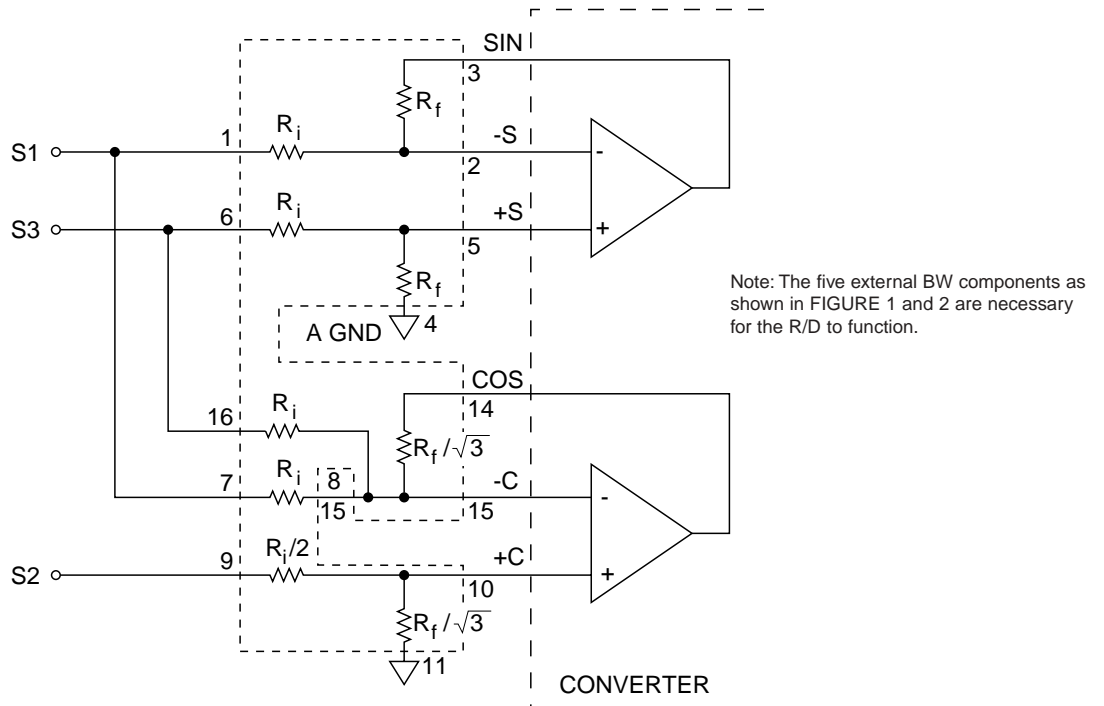 SIN
3
R_f
S1
1
R_i
-S
2
S3
6
R_i
+S
5
R_f
4
A GND
Note: The five external BW components as
shown in FIGURE 1 and 2 are necessary
for the R/D to function.
COS
14
16
R_i
R_f /√3
7
R_i
8
15
-C
15
S2
9
R_i/2
+C
10
R_f /√3
11
CONVERTER
-
+
-
+